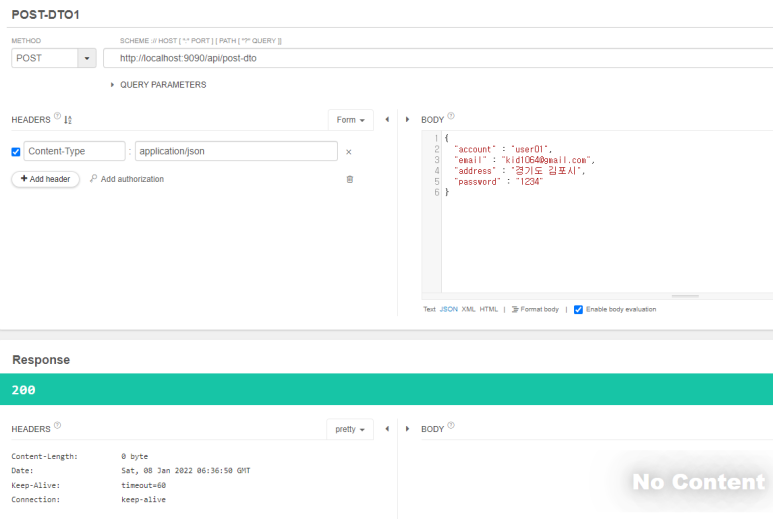 POST-DTO1
METHOD
SCHEME :// HOST [ ":" PORT ] [ PATH [ "?" QUERY ]]
POST
http://localhost:9090/api/post-dto
QUERY PARAMETERS
HEADERS
Form
Content-Type : application/json
Add header
Add authorization
BODY
1 {
2 "account" : "user01",
3 "email" : "kid1064@gmail.com",
4 "address" : "경기도 김포시",
5 "password" : "1234"
6 }
Text JSON XML HTML | Format body | Enable body evaluation
Response
200
HEADERS
pretty
Content-Length: 0 byte
Date: Sat, 08 Jan 2022 06:36:50 GMT
Keep-Alive: timeout=60
Connection: keep-alive
BODY
No Content